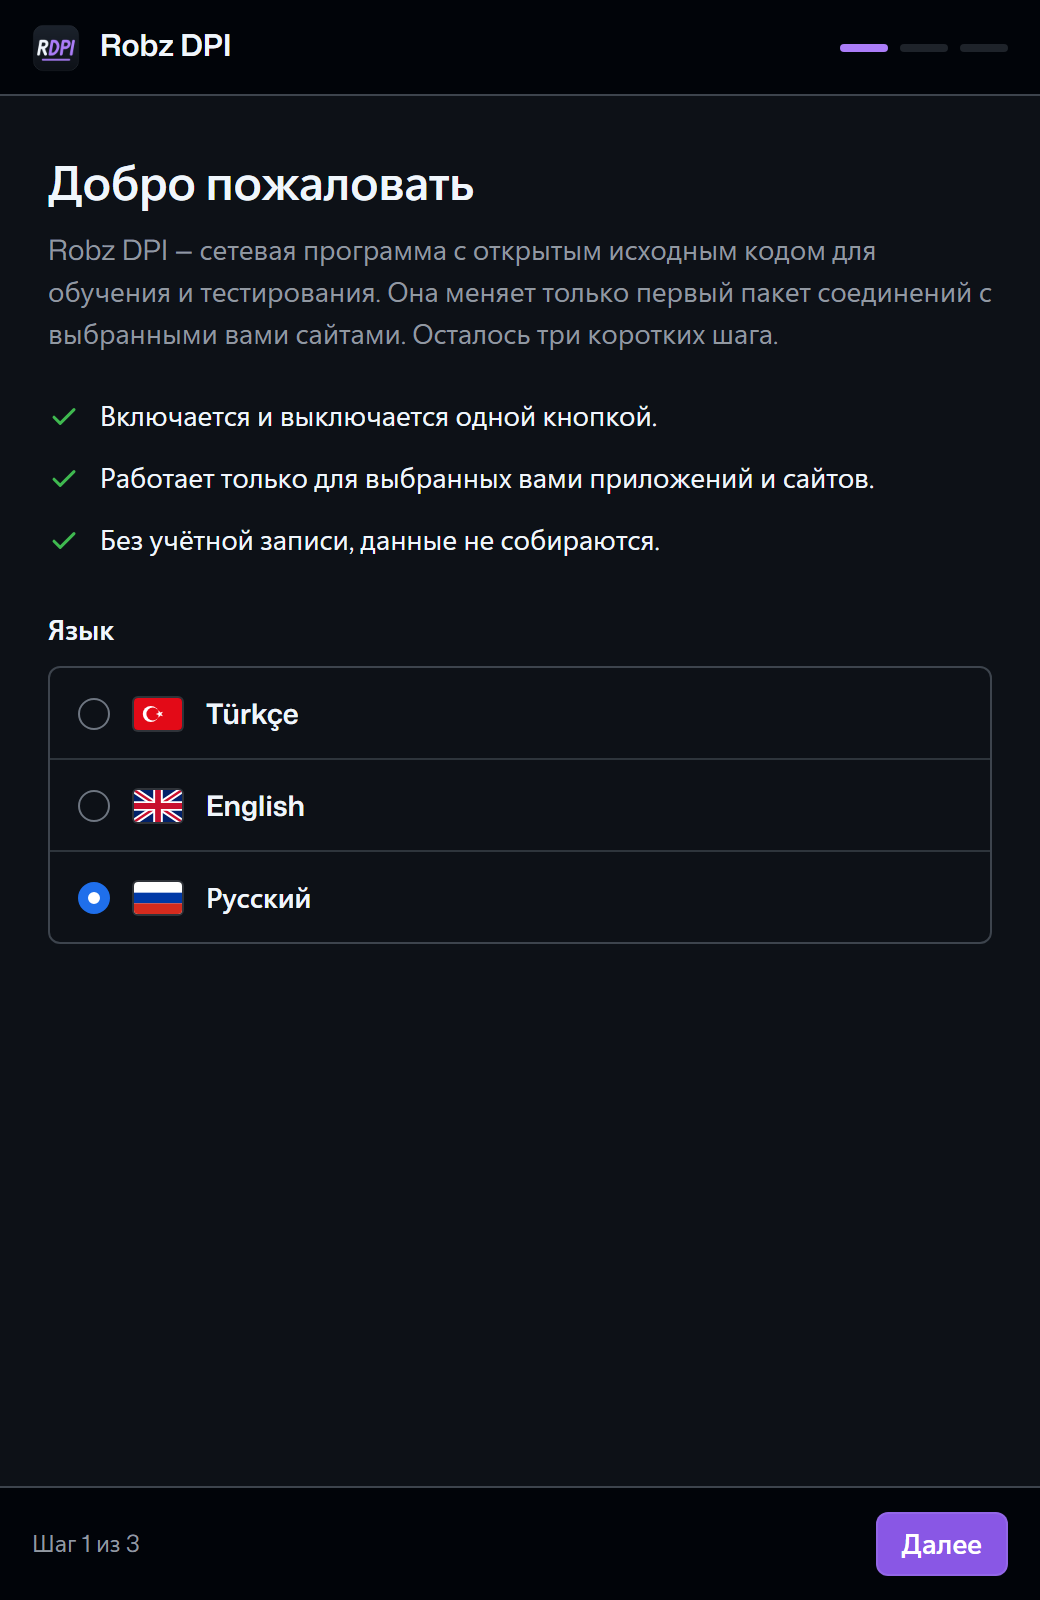 RDPI
Robz DPI
Добро пожаловать
Robz DPI — сетевая программа с открытым исходным кодом для
обучения и тестирования. Она меняет только первый пакет соединений с
выбранными вами сайтами. Осталось три коротких шага.
Включается и выключается одной кнопкой.
Работает только для выбранных вами приложений и сайтов.
Без учётной записи, данные не собираются.
Язык
Türkçe
English
Русский
Шаг 1 из 3
Далее